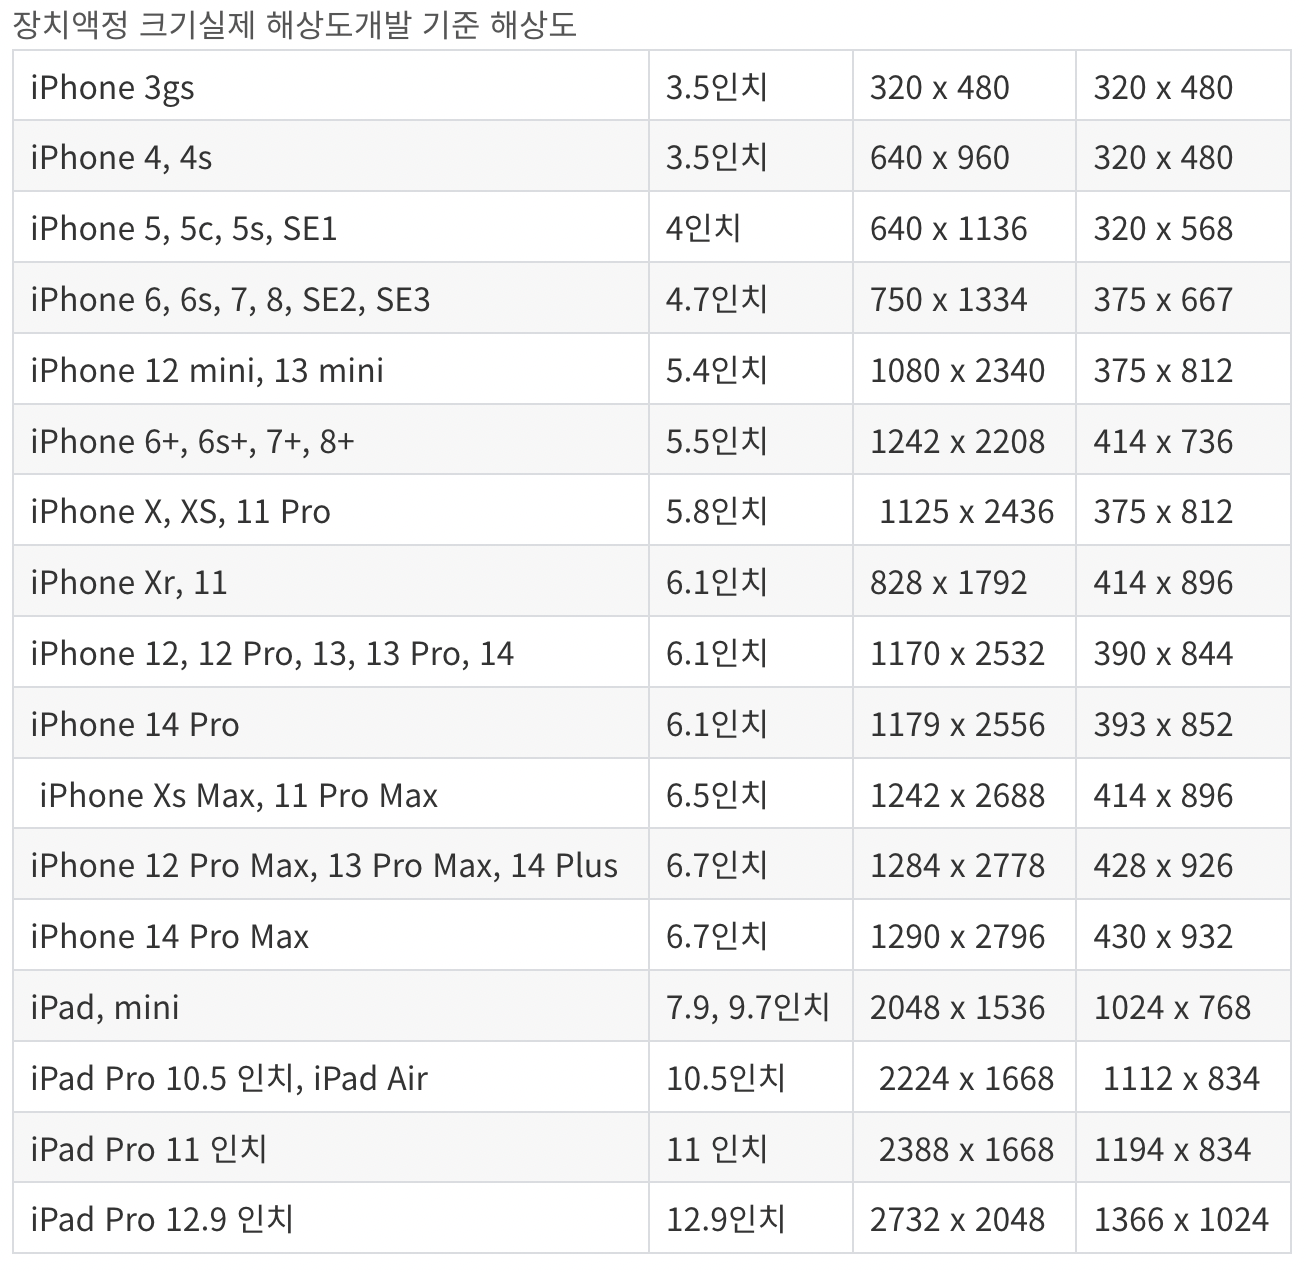 장치액정 크기실제 해상도개발 기준 해상도
iPhone 3gs 3.5인치 320 x 480 320 x 480
iPhone 4, 4s 3.5인치 640 x 960 320 x 480
iPhone 5, 5c, 5s, SE1 4인치 640 x 1136 320 x 568
iPhone 6, 6s, 7, 8, SE2, SE3 4.7인치 750 x 1334 375 x 667
iPhone 12 mini, 13 mini 5.4인치 1080 x 2340 375 x 812
iPhone 6+, 6s+, 7+, 8+ 5.5인치 1242 x 2208 414 x 736
iPhone X, XS, 11 Pro 5.8인치 1125 x 2436 375 x 812
iPhone Xr, 11 6.1인치 828 x 1792 414 x 896
iPhone 12, 12 Pro, 13, 13 Pro, 14 6.1인치 1170 x 2532 390 x 844
iPhone 14 Pro 6.1인치 1179 x 2556 393 x 852
iPhone Xs Max, 11 Pro Max 6.5인치 1242 x 2688 414 x 896
iPhone 12 Pro Max, 13 Pro Max, 14 Plus 6.7인치 1284 x 2778 428 x 926
iPhone 14 Pro Max 6.7인치 1290 x 2796 430 x 932
iPad, mini 7.9, 9.7인치 2048 x 1536 1024 x 768
iPad Pro 10.5 인치, iPad Air 10.5인치 2224 x 1668 1112 x 834
iPad Pro 11 인치 11 인치 2388 x 1668 1194 x 834
iPad Pro 12.9 인치 12.9인치 2732 x 2048 1366 x 1024